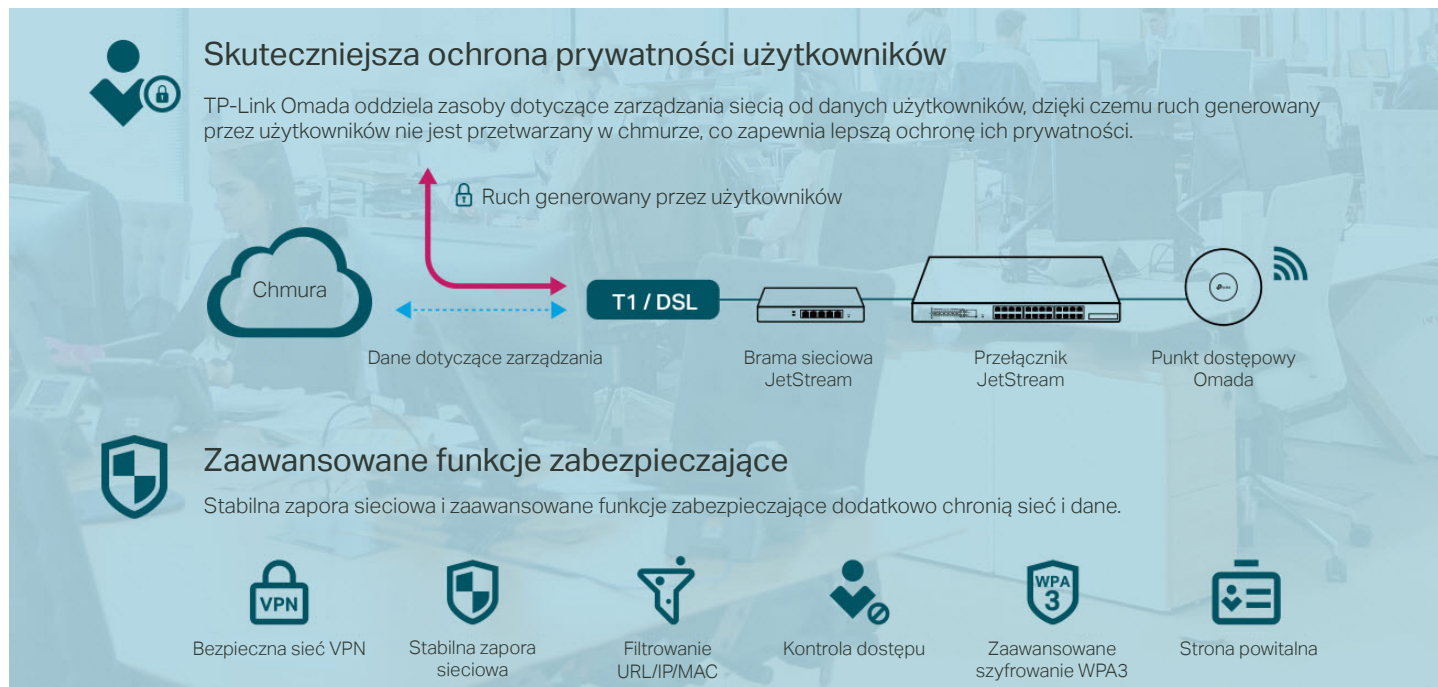 Skuteczniejsza ochrona prywatności użytkowników
TP-Link Omada oddziela zasoby dotyczące zarządzania siecią od danych użytkowników, dzięki czemu ruch generowany
przez użytkowników nie jest przetwarzany w chmurze, co zapewnia lepszą ochronę ich prywatności.
Ruch generowany przez użytkowników
Chmura
T1 / DSL
Dane dotyczące zarządzania
Brama sieciowa
JetStream
Przełącznik
JetStream
Punkt dostępowy
Omada
Zaawansowane funkcje zabezpieczające
Stabilna zapora sieciowa i zaawansowane funkcje zabezpieczające dodatkowo chronią sieć i dane.
VPN
Bezpieczna sieć VPN
Stabilna zapora
sieciowa
Filtrowanie
URL/IP/MAC
Kontrola dostępu
WPA
3
Zaawansowane
szyfrowanie WPA3
Strona powitalna